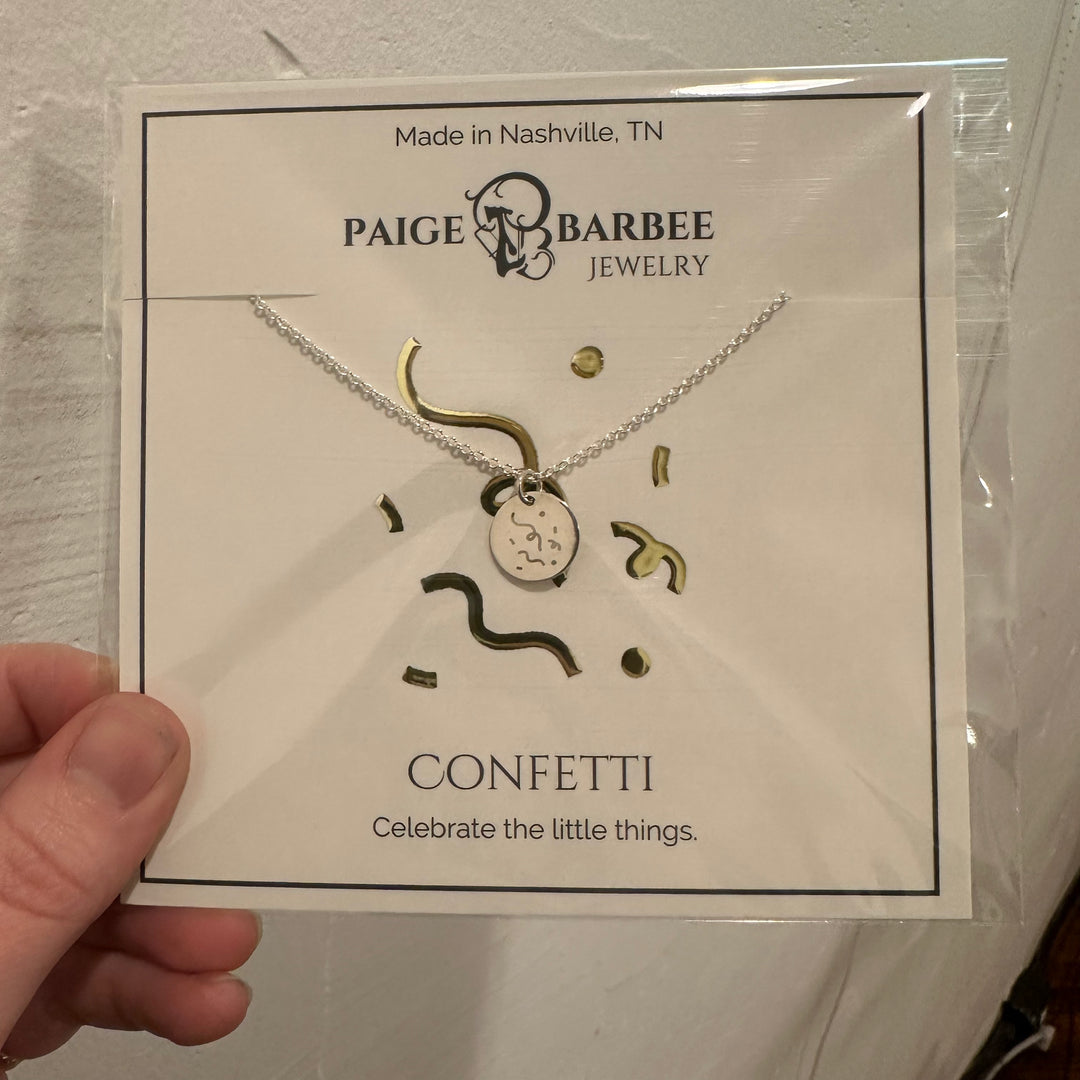 Made in Nashville, TN
PAIGE BARBEE
JEWELRY
CONFETTI
Celebrate the little things.